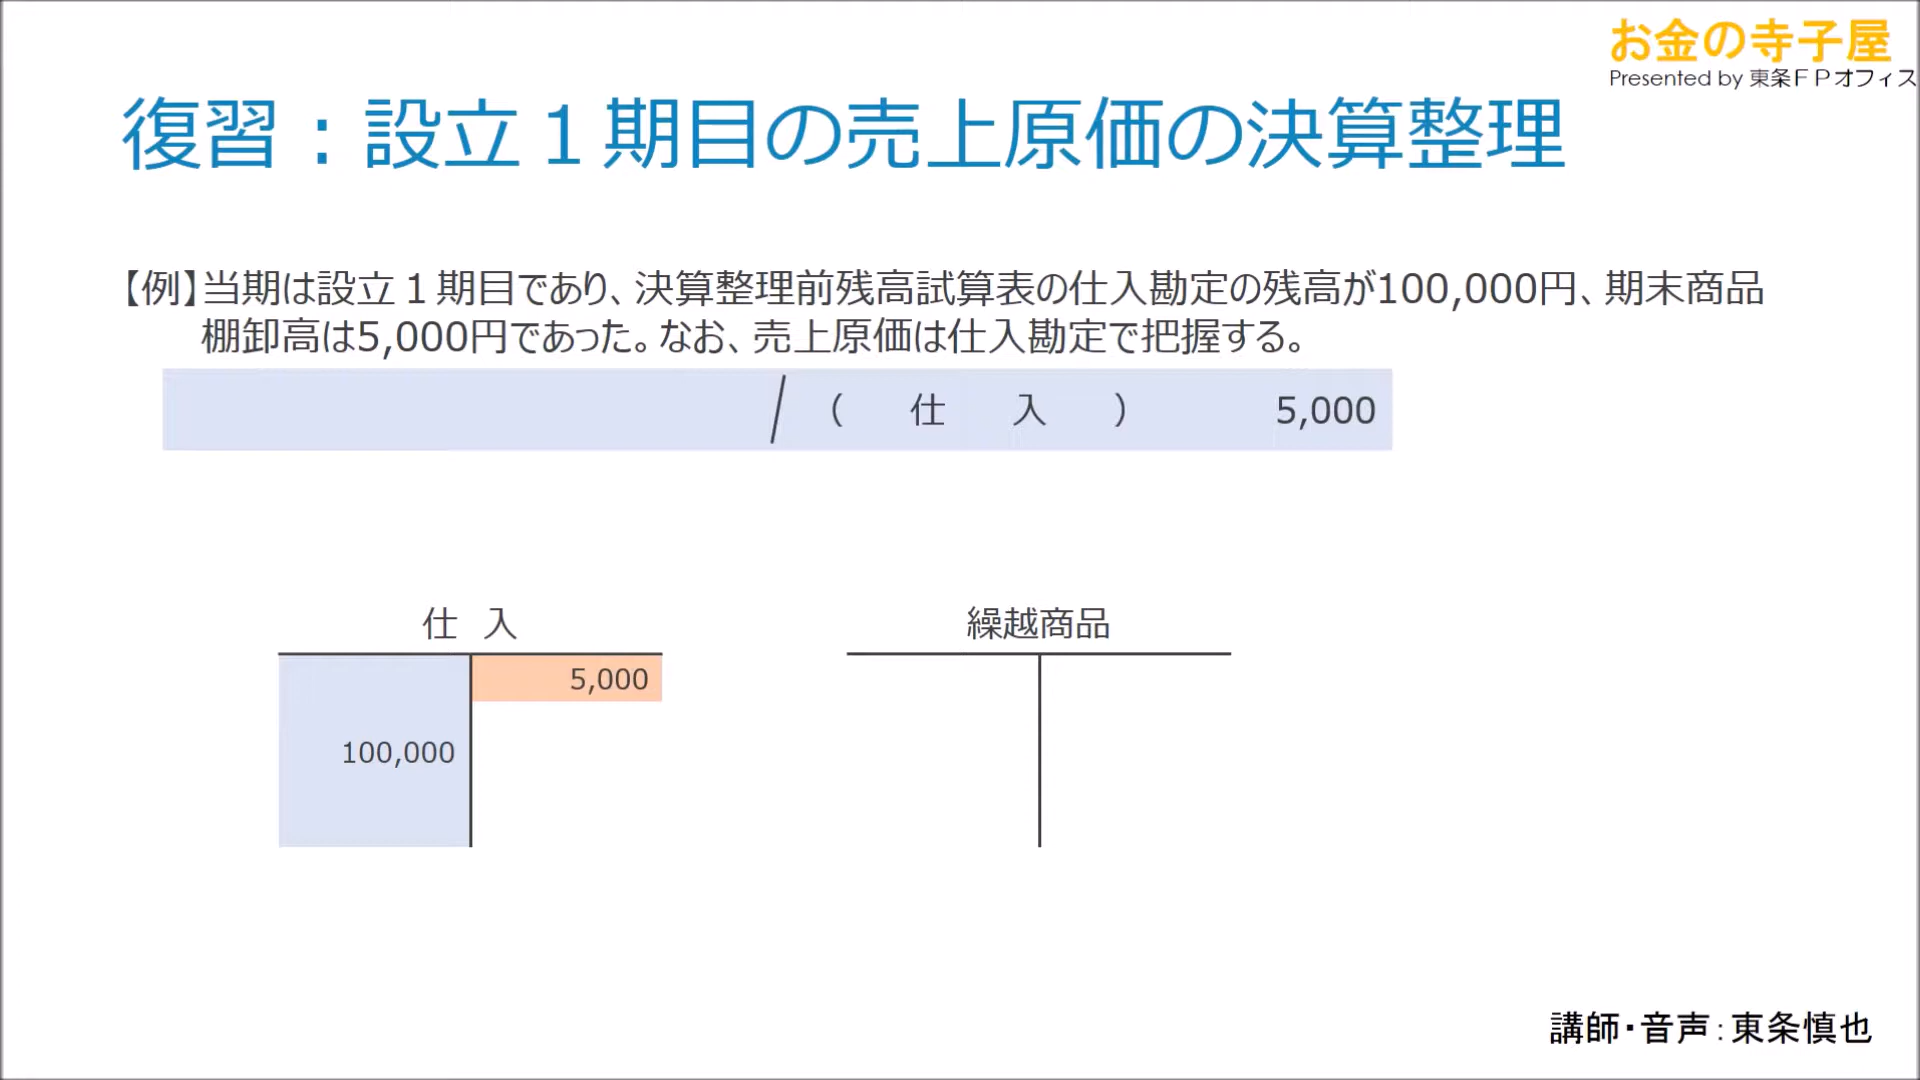 お金の寺子屋
Presented by 東条ＦＰオフィス
復習：設立１期目の売上原価の決算整理
【例】当期は設立１期目であり、決算整理前残高試算表の仕入勘定の残高が100,000円、期末商品
棚卸高は5,000円であった。なお、売上原価は仕入勘定で把握する。
/ （ 仕 入 ） 5,000
仕 入
5,000
100,000
繰越商品
講師・音声：東条慎也